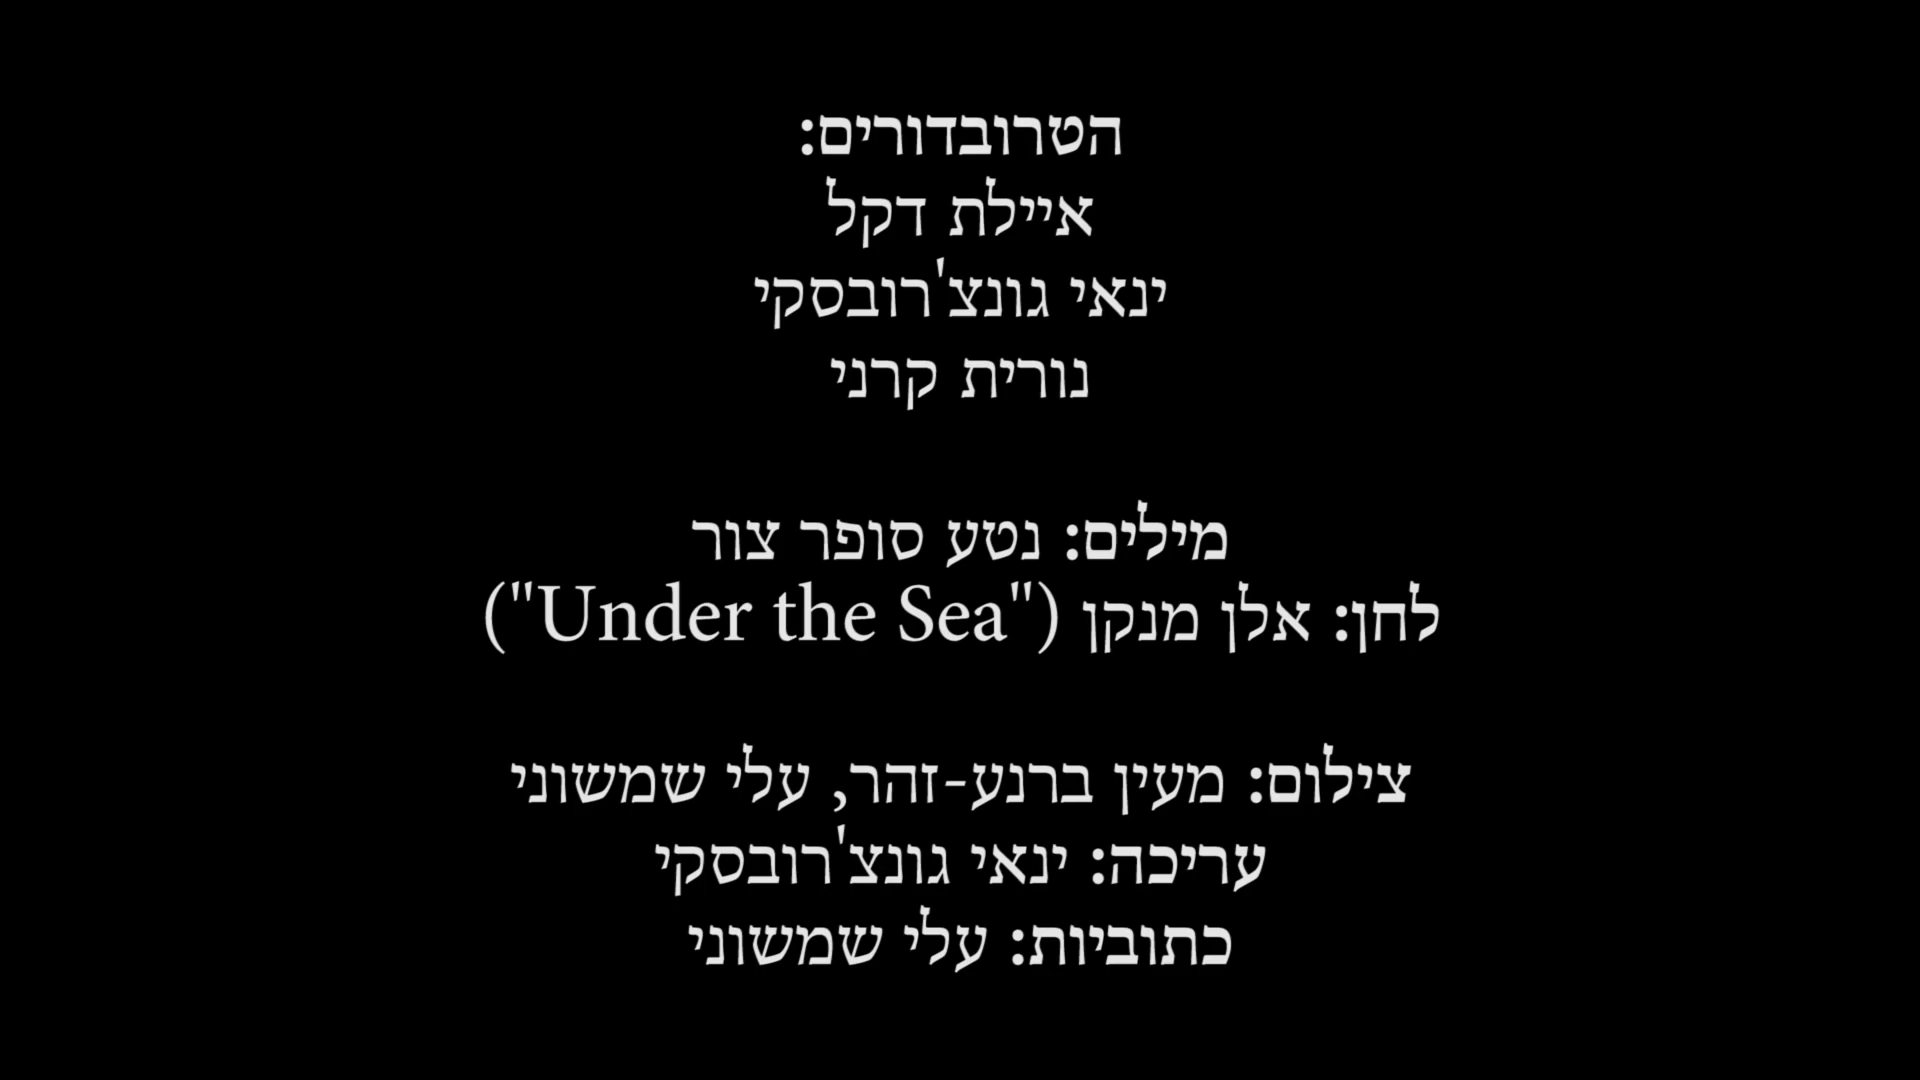 הטרובדורים:
איילת דקל
ינאי גונצ'רובסקי
נורית קרני
מילים: נטע סופר צור
לחן: אלן מנקן ("Under the Sea")
צילום: מעין ברנע-זהר, עלי שמשוני
עריכה: ינאי גונצ'רובסקי
כתוביות: עלי שמשוני